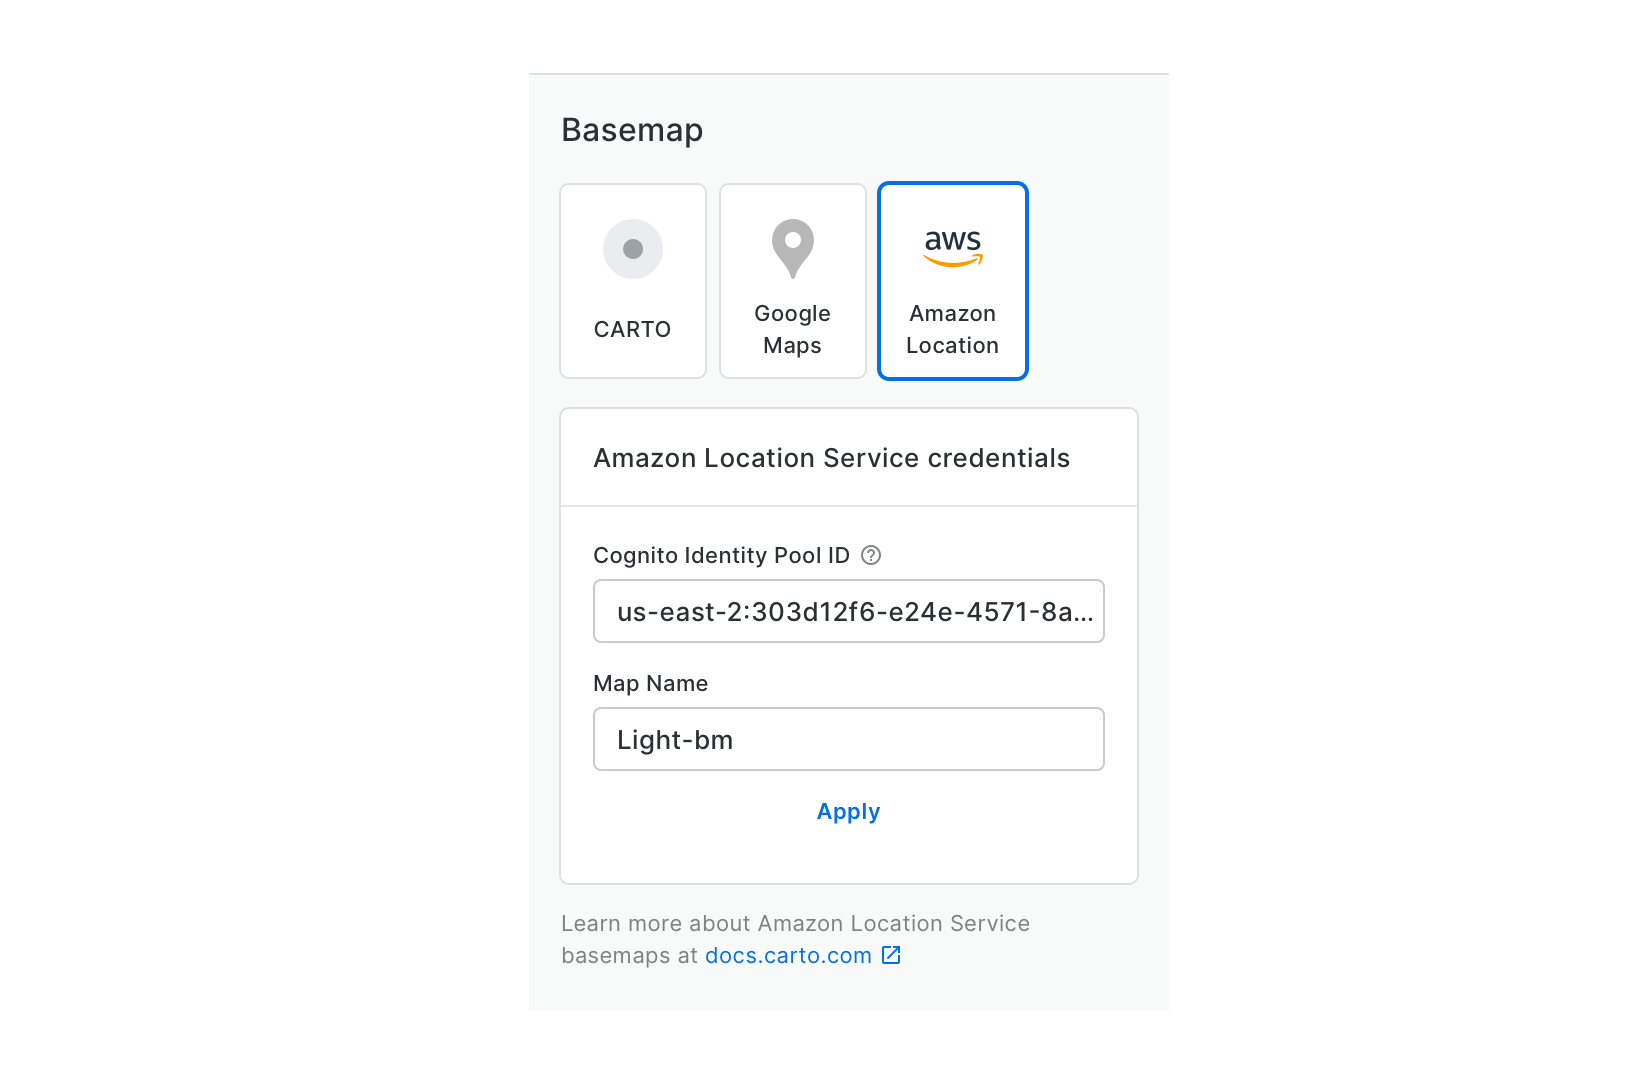 Basemap
CARTO
Google
Maps
aws
Amazon
Location
Amazon Location Service credentials
Cognito Identity Pool ID ?
us-east-2:303d12f6-e24e-4571-8a...
Map Name
Light-bm
Apply
Learn more about Amazon Location Service
basemaps at docs.carto.com